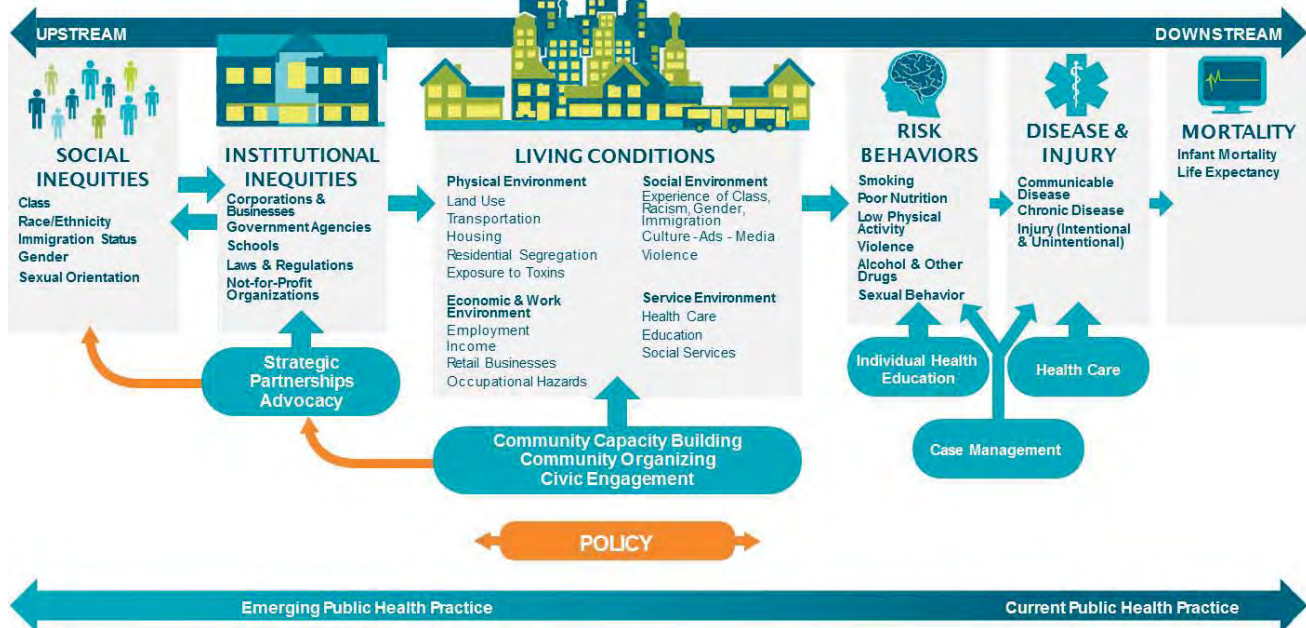 UPSTREAM
DOWNSTREAM
SOCIAL
INEQUITIES
Class
Race/Ethnicity
Immigration Status
Gender
Sexual Orientation
INSTITUTIONAL
INEQUITIES
Corporations &
Businesses
Government Agencies
Schools
Laws & Regulations
Not-for-Profit
Organizations
LIVING CONDITIONS
Physical Environment
Land Use
Transportation
Housing
Residential Segregation
Exposure to Toxins
Economic & Work
Environment
Employment
Income
Retail Businesses
Occupational Hazards
Social Environment
Experience of Class,
Racism, Gender,
Immigration
Culture - Ads - Media
Violence
Service Environment
Health Care
Education
Social Services
RISK
BEHAVIORS
Smoking
Poor Nutrition
Low Physical
Activity
Violence
Alcohol & Other
Drugs
Sexual Behavior
DISEASE &
INJURY
Communicable
Disease
Chronic Disease
Injury (Intentional
& Unintentional)
MORTALITY
Infant Mortality
Life Expectancy
Strategic
Partnerships
Advocacy
Community Capacity Building
Community Organizing
Civic Engagement
Individual Health
Education
Health Care
Case Management
POLICY
Emerging Public Health Practice
Current Public Health Practice